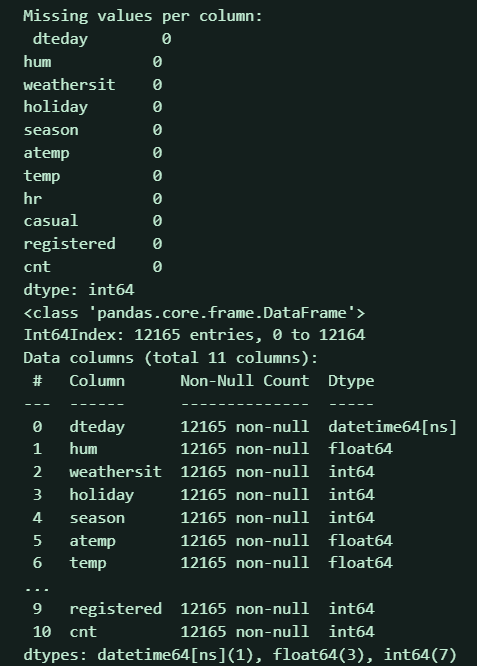 Missing values per column:
 dteday        0
hum           0
weathersit    0
holiday       0
season        0
atemp         0
temp          0
hr            0
casual        0
registered    0
cnt           0
dtype: int64
<class 'pandas.core.frame.DataFrame'>
Int64Index: 12165 entries, 0 to 12164
Data columns (total 11 columns):
 #   Column      Non-Null Count  Dtype
---  ------      --------------  -----
 0   dteday      12165 non-null  datetime64[ns]
 1   hum         12165 non-null  float64
 2   weathersit  12165 non-null  int64
 3   holiday     12165 non-null  int64
 4   season      12165 non-null  int64
 5   atemp       12165 non-null  float64
 6   temp        12165 non-null  float64
...
 9   registered  12165 non-null  int64
 10  cnt         12165 non-null  int64
dtypes: datetime64[ns](1), float64(3), int64(7)